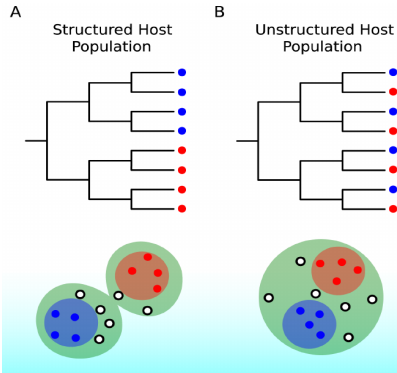 A
Structured Host
Population
B
Unstructured Host
Population